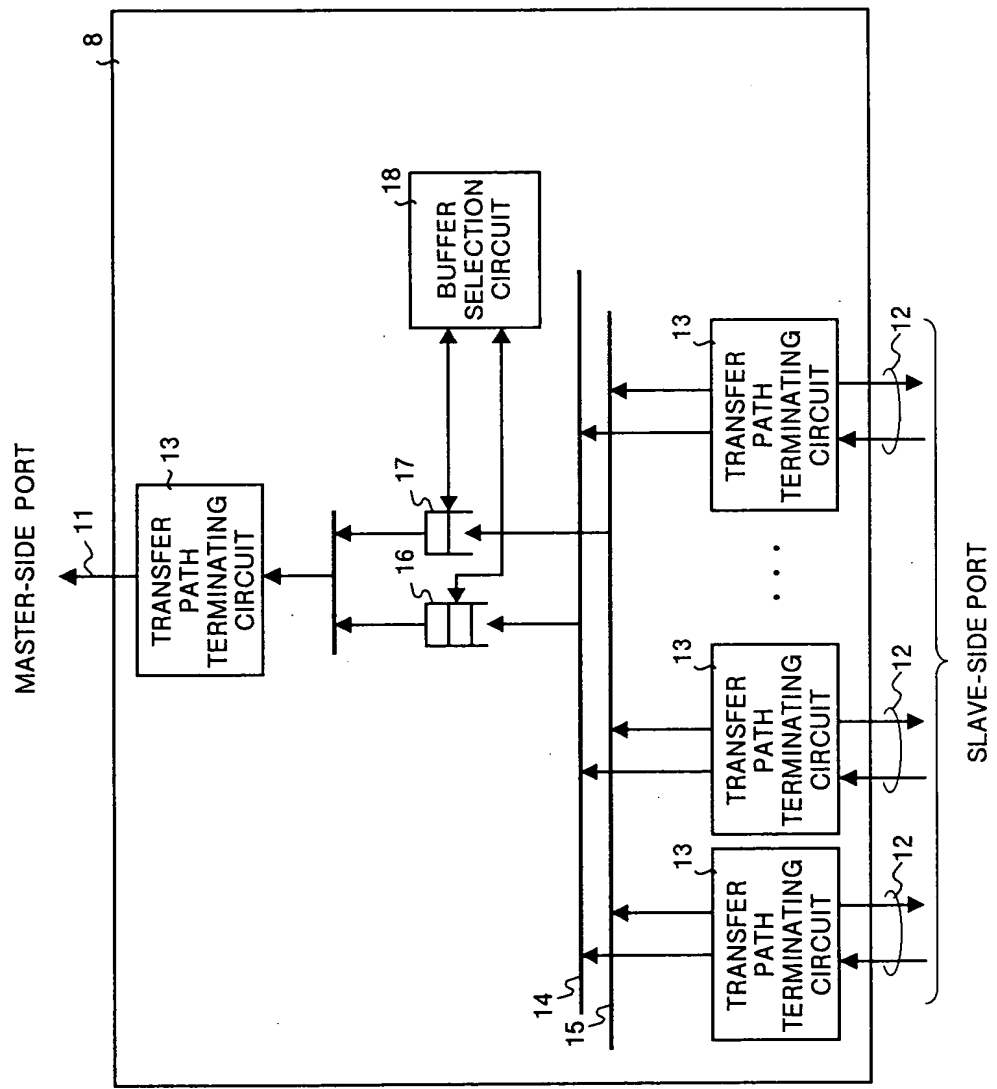 MASTER-SIDE PORT
11
8
13
TRANSFER
PATH
TERMINATING
CIRCUIT
16
17
18
BUFFER
SELECTION
CIRCUIT
14
15
13
TRANSFER
PATH
TERMINATING
CIRCUIT
12
13
TRANSFER
PATH
TERMINATING
CIRCUIT
12
. . .
13
TRANSFER
PATH
TERMINATING
CIRCUIT
12
SLAVE-SIDE PORT